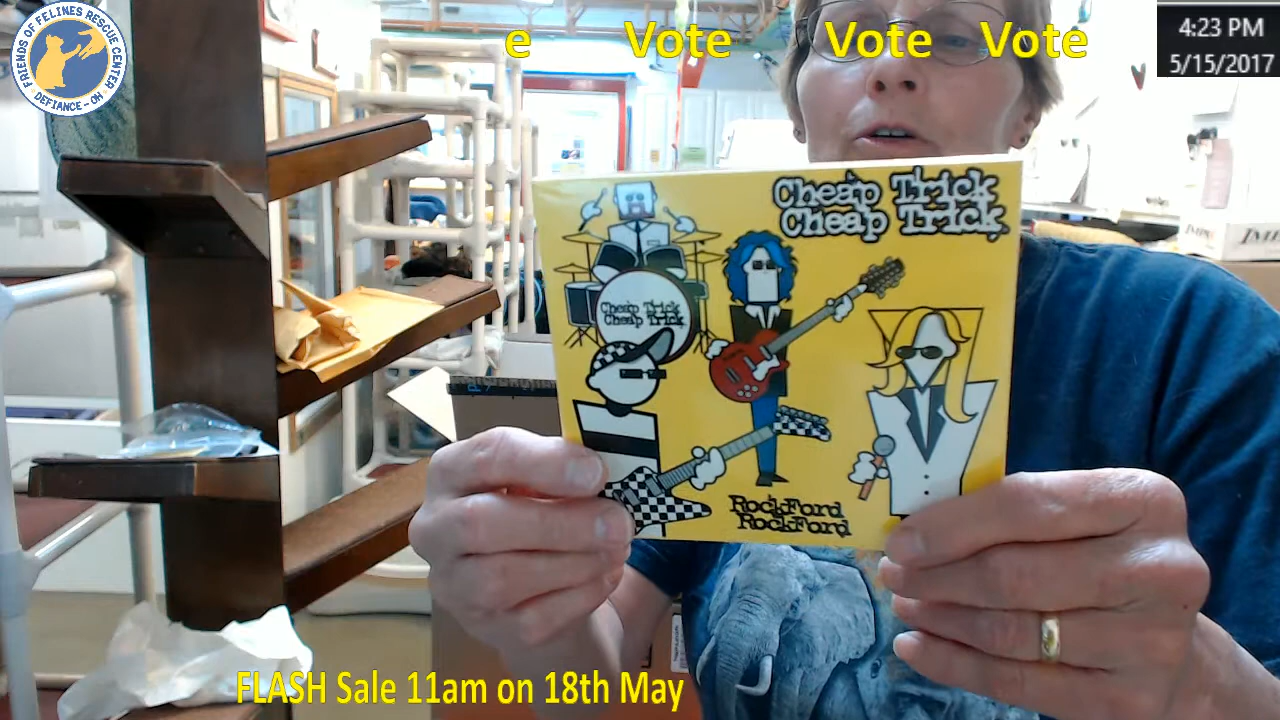 FRIENDS OF FELINES RESCUE CENTER
DEFIANCE - OH
e Vote Vote Vote
4:23 PM
5/15/2017
Cheap Trick
Cheap Trick
Cheap Trick
Cheap Trick
RockFord
RockFord
FLASH Sale 11am on 18th May